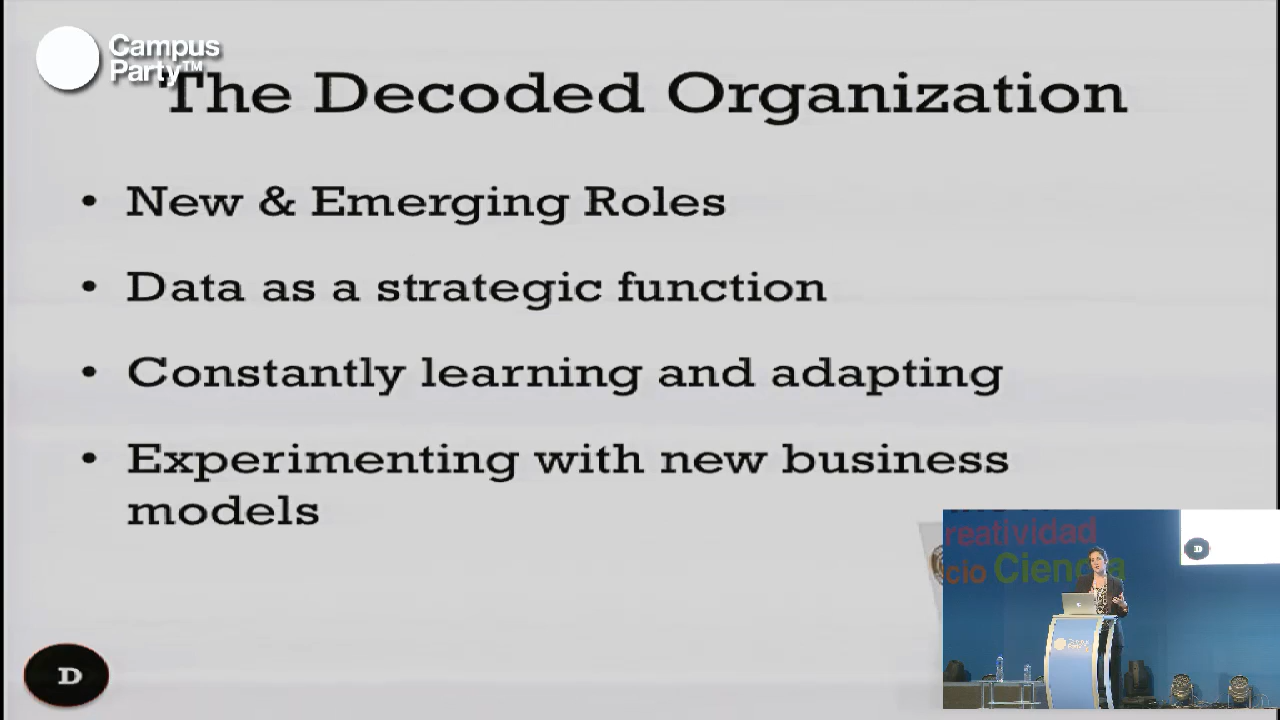 Campus
Party™
The Decoded Organization
• New & Emerging Roles
• Data as a strategic function
• Constantly learning and adapting
• Experimenting with new business
models
D
reatividad
cio Ciencia
D